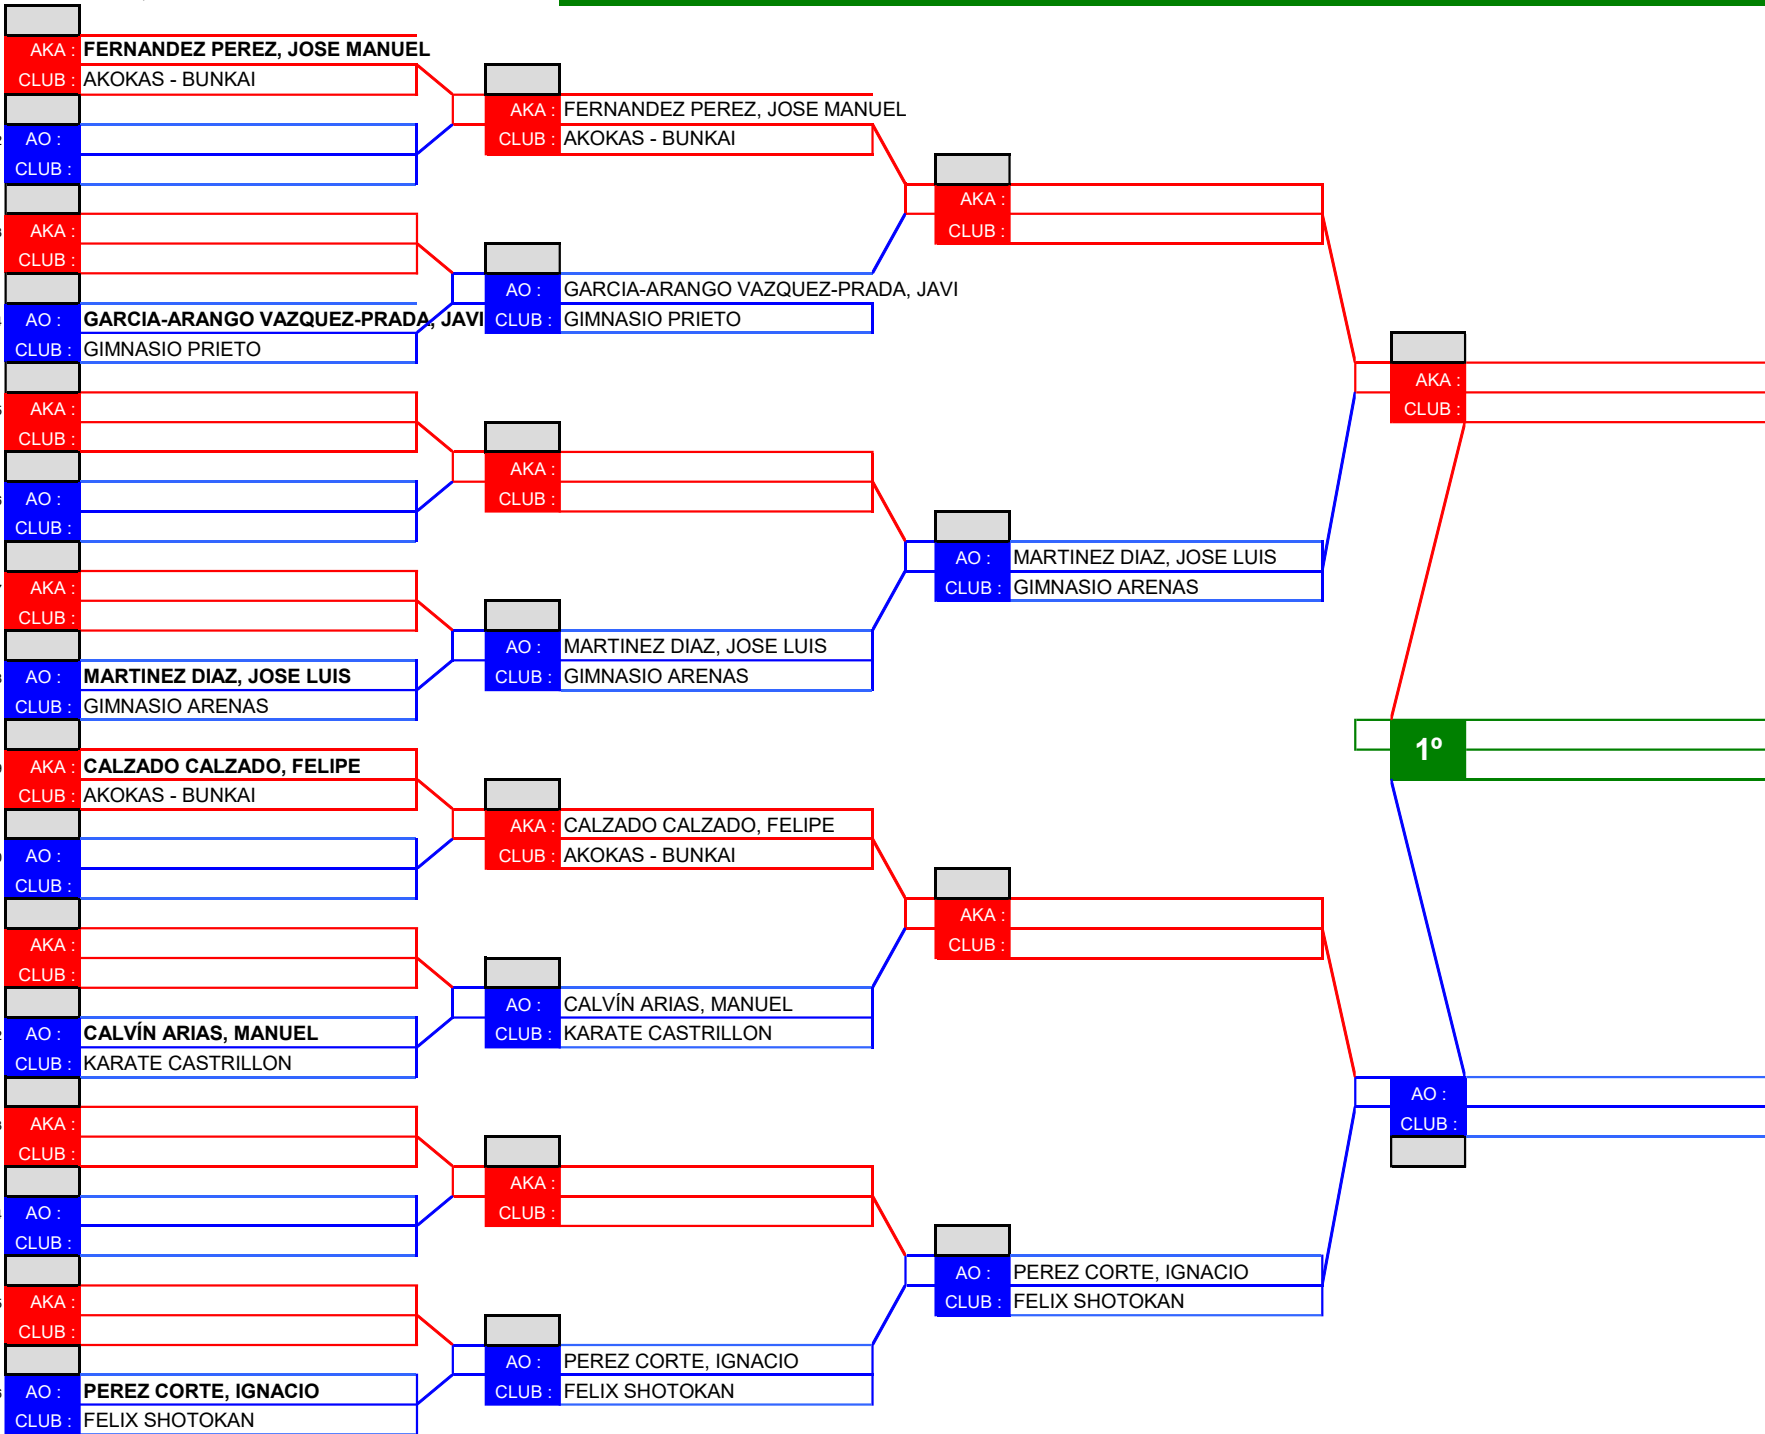 AKA : FERNANDEZ PEREZ, JOSE MANUEL
CLUB : AKOKAS - BUNKAI
AO :
CLUB :
AKA :
CLUB :
AO : GARCIA-ARANGO VAZQUEZ-PRADA, JAVI
CLUB : GIMNASIO PRIETO
AKA :
CLUB :
AO :
CLUB :
AKA :
CLUB :
AO : MARTINEZ DIAZ, JOSE LUIS
CLUB : GIMNASIO ARENAS
AKA : CALZADO CALZADO, FELIPE
CLUB : AKOKAS - BUNKAI
AO :
CLUB :
AKA :
CLUB :
AO : CALVÍN ARIAS, MANUEL
CLUB : KARATE CASTRILLON
AKA :
CLUB :
AO :
CLUB :
AKA :
CLUB :
AO : PEREZ CORTE, IGNACIO
CLUB : FELIX SHOTOKAN
AKA : FERNANDEZ PEREZ, JOSE MANUEL
CLUB : AKOKAS - BUNKAI
AO : GARCIA-ARANGO VAZQUEZ-PRADA, JAVI
CLUB : GIMNASIO PRIETO
AKA :
CLUB :
AO : MARTINEZ DIAZ, JOSE LUIS
CLUB : GIMNASIO ARENAS
AKA : CALZADO CALZADO, FELIPE
CLUB : AKOKAS - BUNKAI
AO : CALVÍN ARIAS, MANUEL
CLUB : KARATE CASTRILLON
AKA :
CLUB :
AO : PEREZ CORTE, IGNACIO
CLUB : FELIX SHOTOKAN
AKA :
CLUB :
AO : MARTINEZ DIAZ, JOSE LUIS
CLUB : GIMNASIO ARENAS
AKA :
CLUB :
AO : PEREZ CORTE, IGNACIO
CLUB : FELIX SHOTOKAN
AKA :
CLUB :
1º
AO :
CLUB :